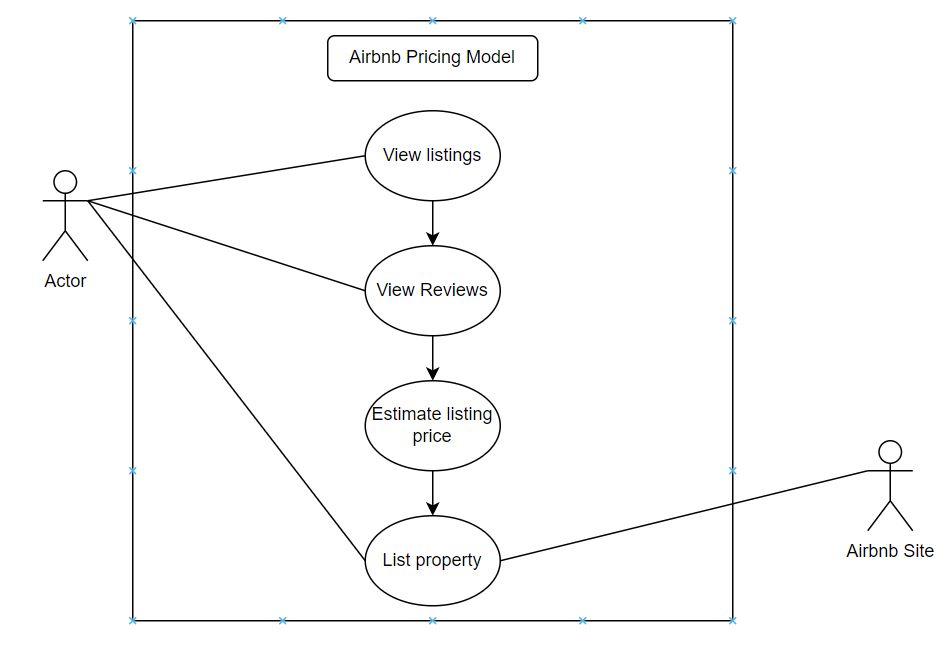 Airbnb Pricing Model
View listings
View Reviews
Actor
Estimate listing
price
List property
Airbnb Site